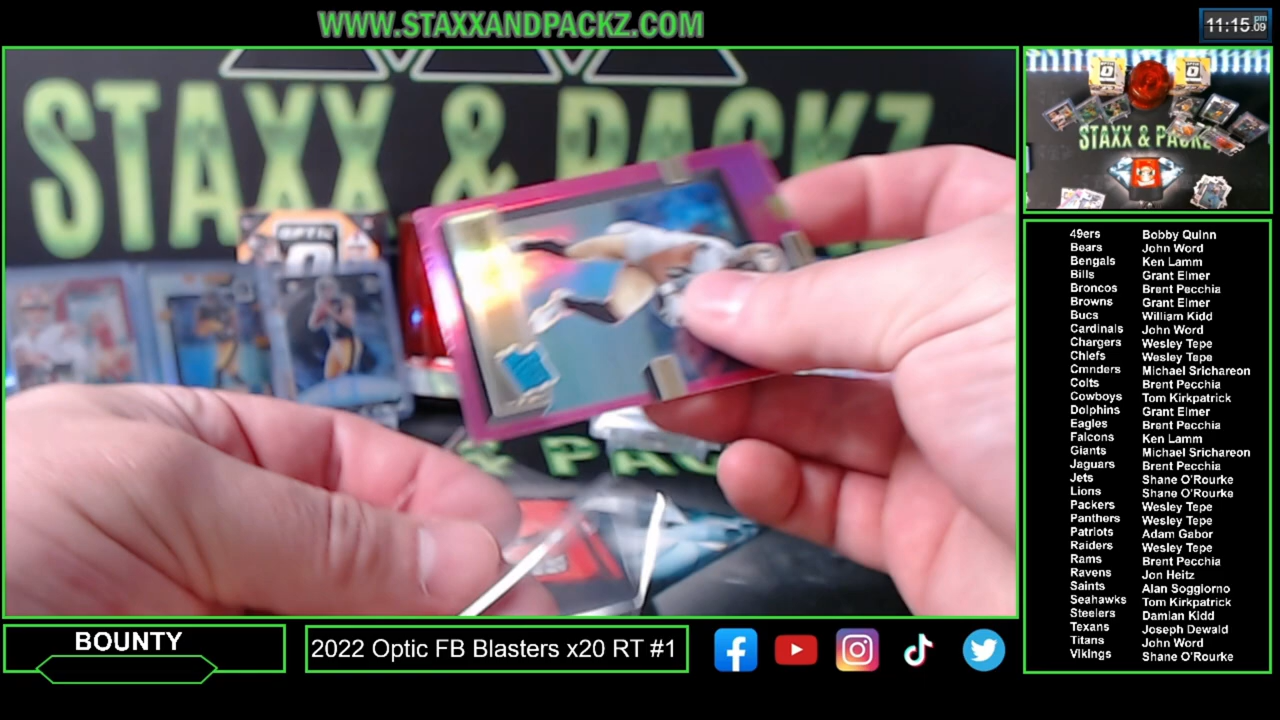 WWW.STAXXANDPACKZ.COM
11:15 pm .09
STAXX & PACKZ
OPTIC
& PAC
STAXX & PACKZ
49ers Bobby Quinn
Bears John Word
Bengals Ken Lamm
Bills Grant Elmer
Broncos Brent Pecchia
Browns Grant Elmer
Bucs William Kidd
Cardinals John Word
Chargers Wesley Tepe
Chiefs Wesley Tepe
Cmnders Michael Srichareon
Colts Brent Pecchia
Cowboys Tom Kirkpatrick
Dolphins Grant Elmer
Eagles Brent Pecchia
Falcons Ken Lamm
Giants Michael Srichareon
Jaguars Brent Pecchia
Jets Shane O'Rourke
Lions Shane O'Rourke
Packers Wesley Tepe
Panthers Wesley Tepe
Patriots Adam Gabor
Raiders Wesley Tepe
Rams Brent Pecchia
Ravens Jon Heitz
Saints Alan Soggiorno
Seahawks Tom Kirkpatrick
Steelers Damian Kidd
Texans Joseph Dewald
Titans John Word
Vikings Shane O'Rourke
BOUNTY
2022 Optic FB Blasters x20 RT #1